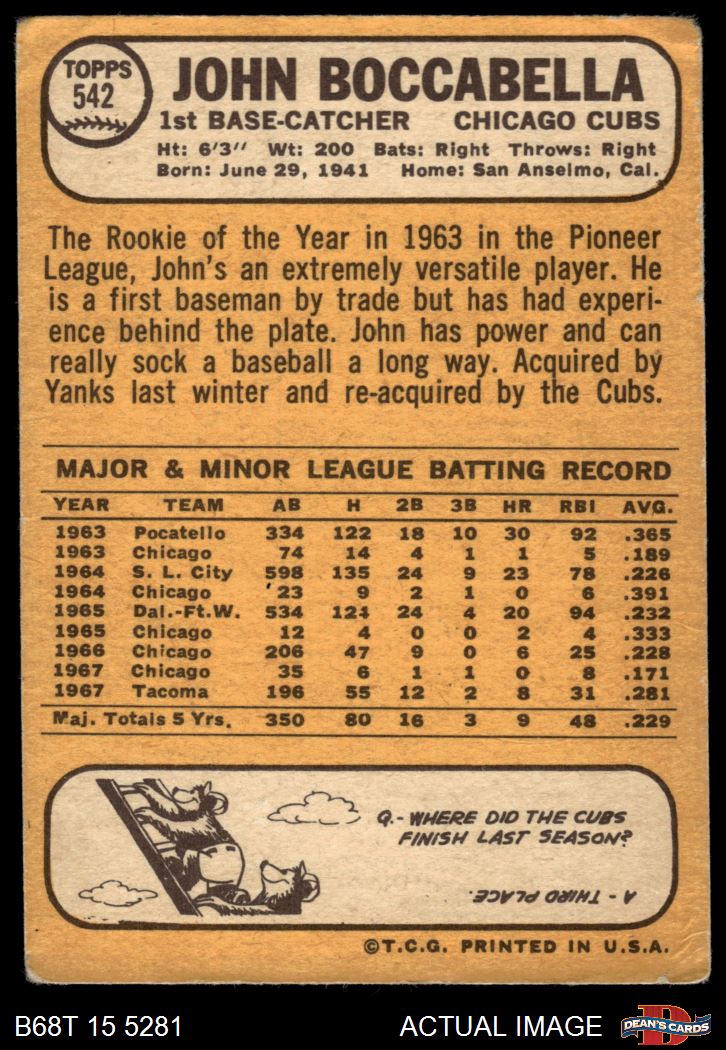 TOPPS
542
JOHN BOCCABELLA
1st BASE-CATCHER CHICAGO CUBS
Ht: 6'3" Wt: 200 Bats: Right Throws: Right
Born: June 29, 1941 Home: San Anselmo, Cal.
The Rookie of the Year in 1963 in the Pioneer
League, John's an extremely versatile player. He
is a first baseman by trade but has had experi-
ence behind the plate. John has power and can
really sock a baseball a long way. Acquired by
Yanks last winter and re-acquired by the Cubs.
MAJOR & MINOR LEAGUE BATTING RECORD
YEAR TEAM AB H 2B 3B HR RBI AVG.
1963 Pocatello 334 122 18 10 30 92 .365
1963 Chicago 74 14 4 1 1 5 .189
1964 S. L. City 598 135 24 9 23 78 .226
1964 Chicago 23 9 2 1 0 6 .391
1965 Dal.-Ft.W. 534 124 24 4 20 94 .232
1965 Chicago 12 4 0 0 2 4 .333
1966 Chicago 206 47 9 0 6 25 .228
1967 Chicago 35 6 1 1 0 8 .171
1967 Tacoma 196 55 12 2 8 31 .281
Maj. Totals 5 Yrs. 350 80 16 3 9 48 .229
Q.- WHERE DID THE CUBS
FINISH LAST SEASON?
A - THIRD PLACE.
©T.C.G. PRINTED IN U.S.A.
B68T 15 5281 ACTUAL IMAGE
D
DEAN'S CARDS